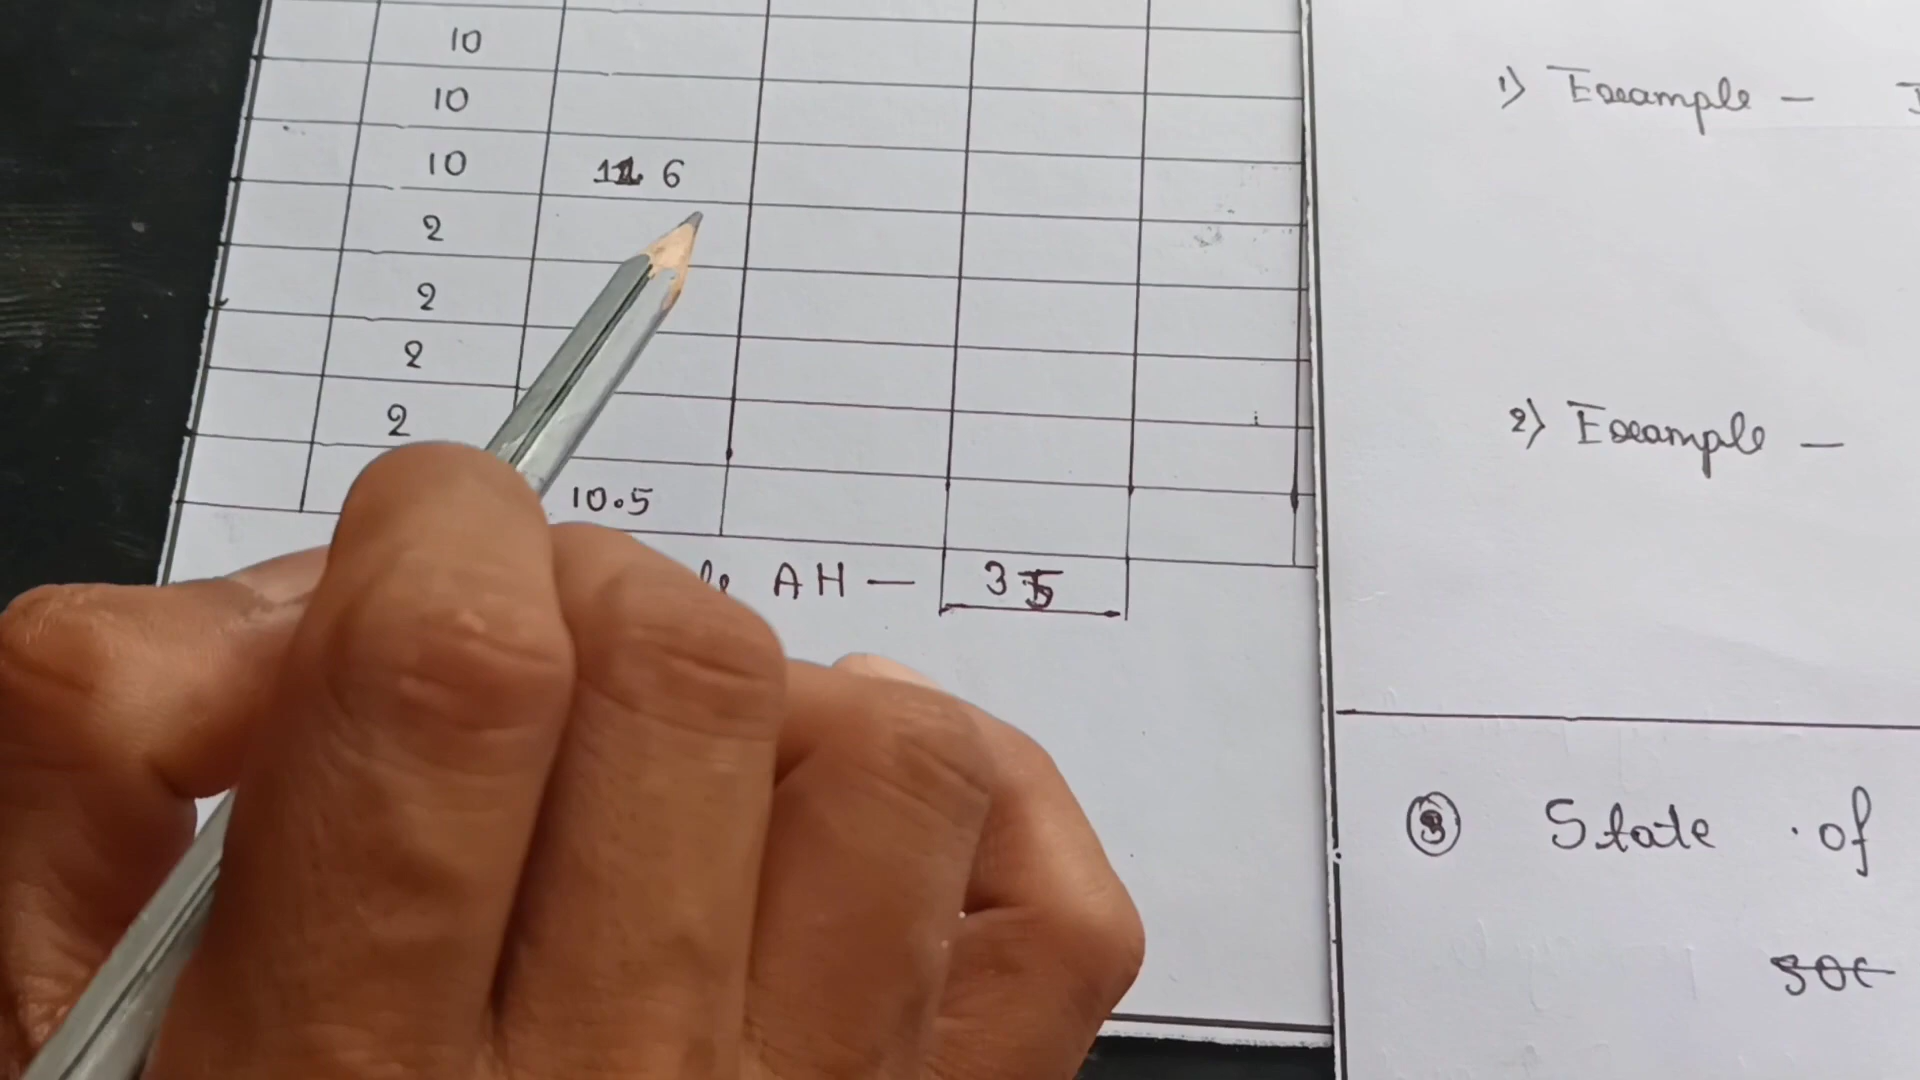 10
10
10 11.6
2
2
2
2
10.5
AH — 35
1) Example —
2) Example —
③ State of
SOC